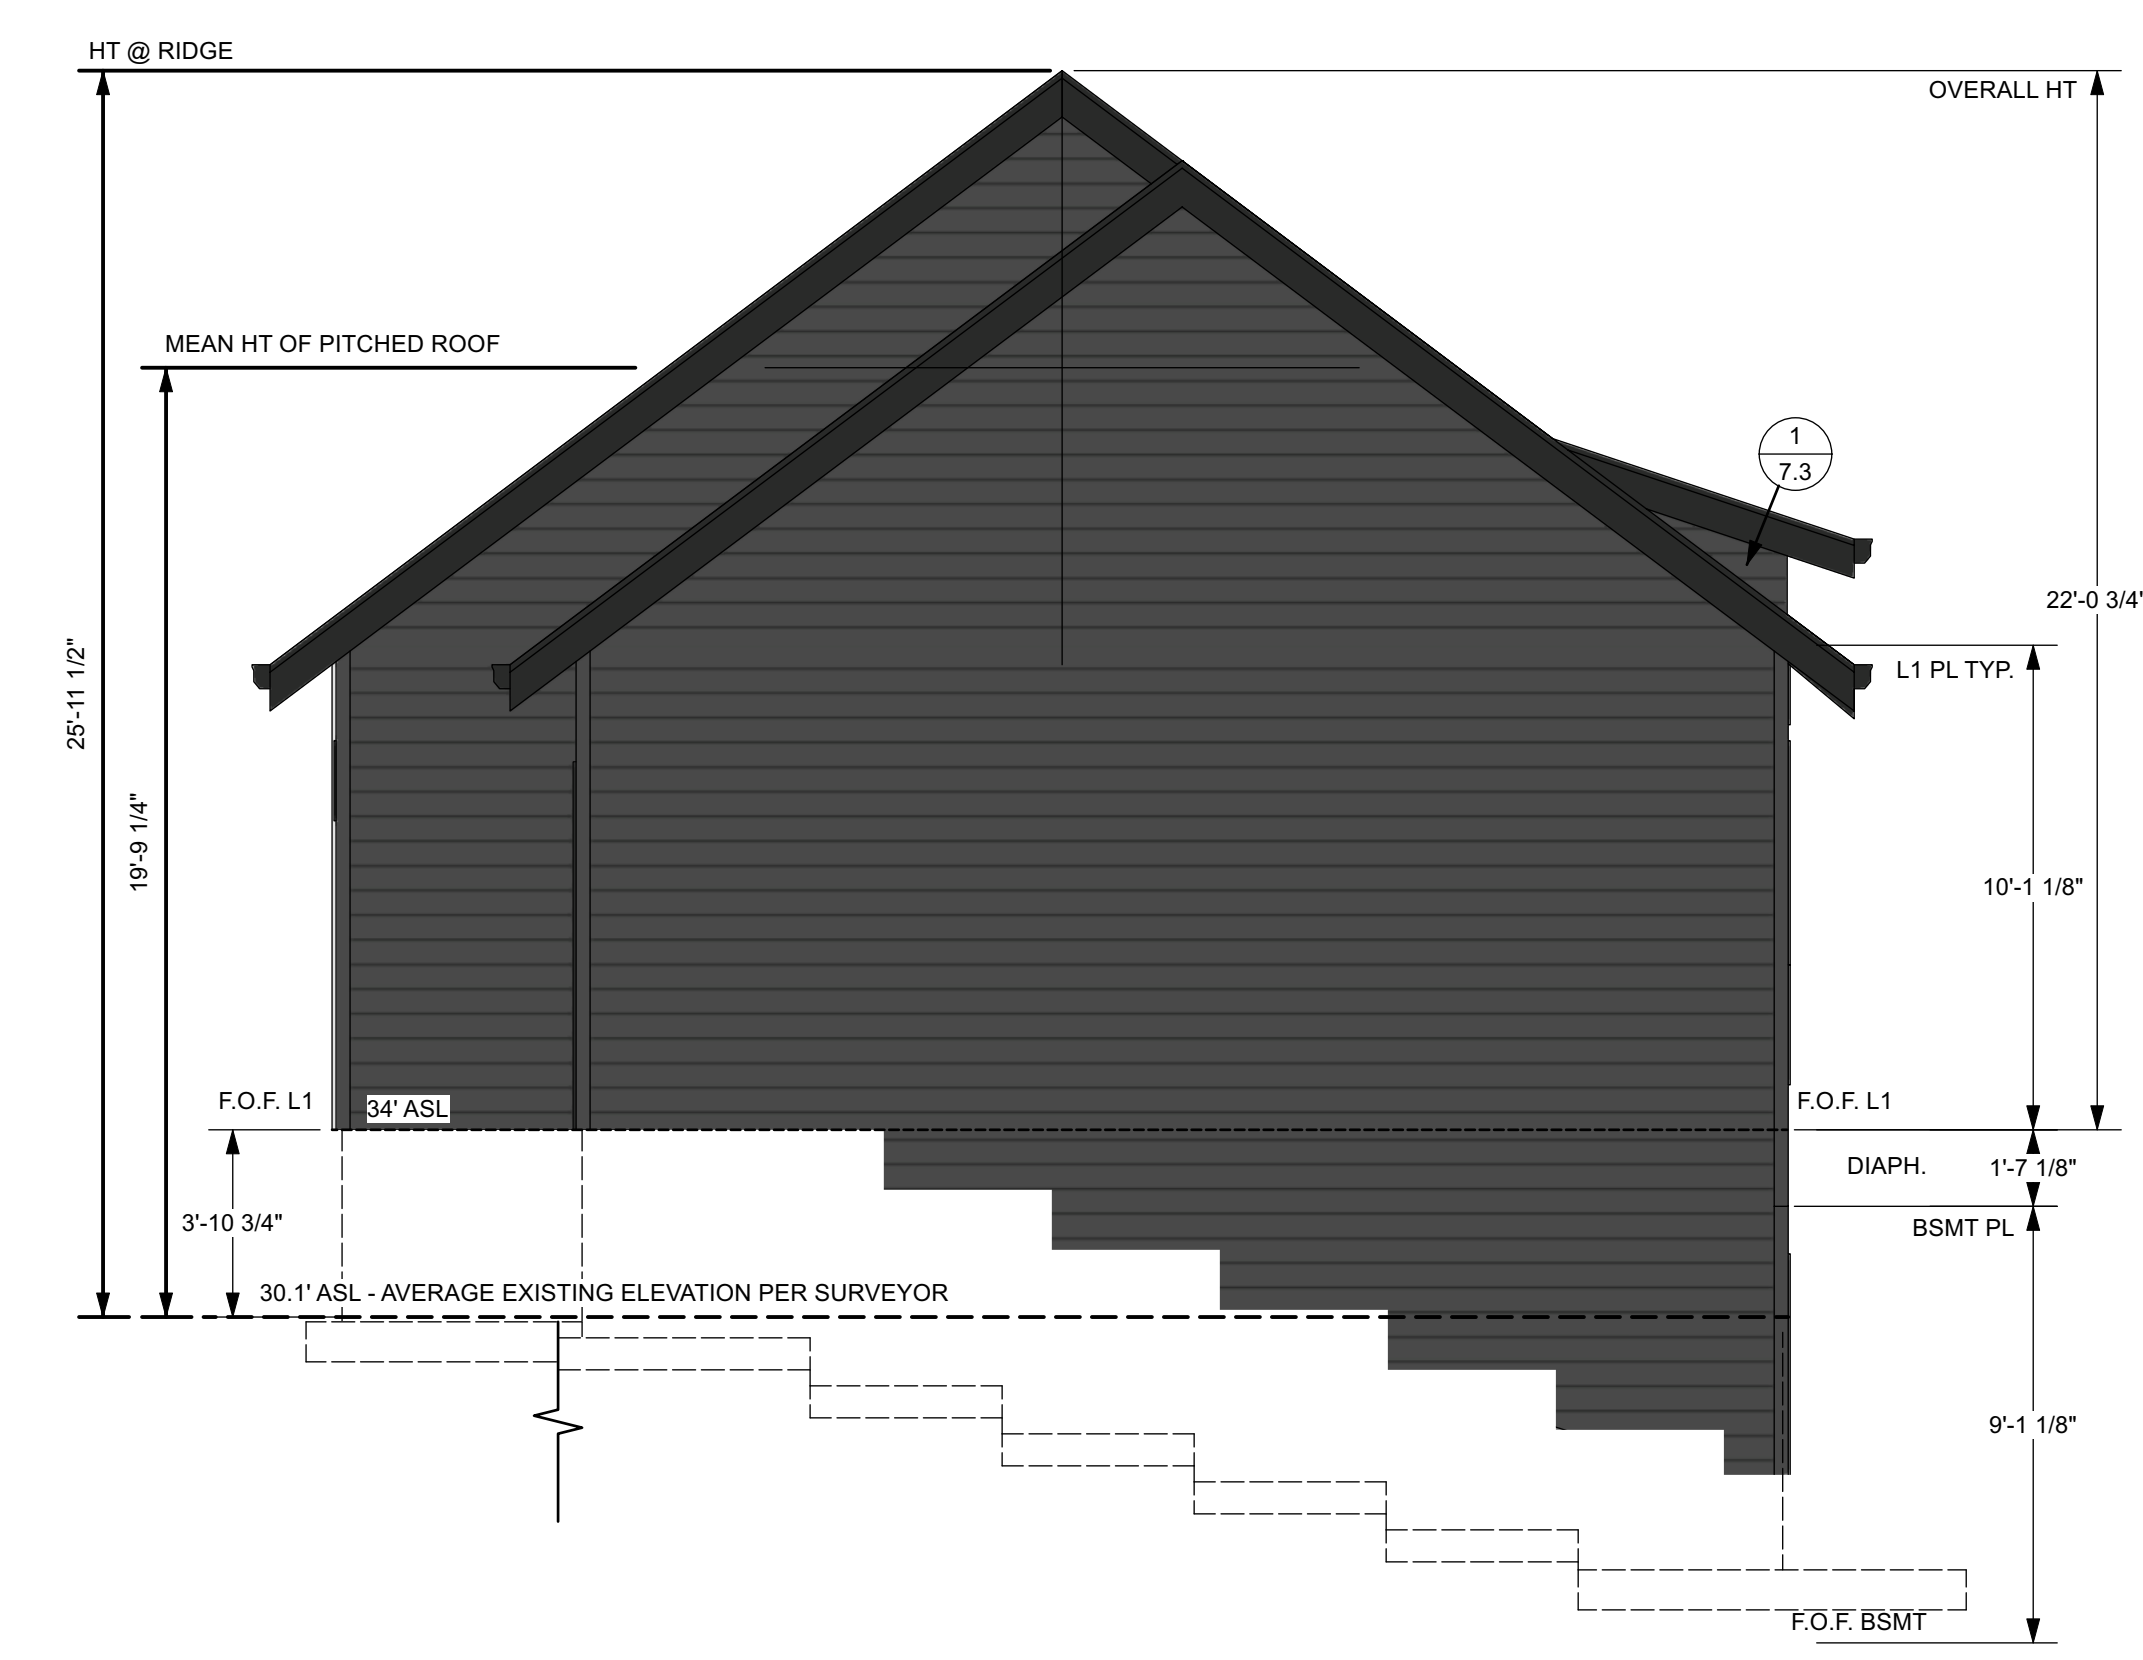 HT @ RIDGE
OVERALL HT
MEAN HT OF PITCHED ROOF
1
7.3
22'-0 3/4'
25'-11 1/2"
L1 PL TYP.
19'-9 1/4"
10'-1 1/8"
F.O.F. L1
34' ASL
F.O.F. L1
DIAPH.
1'-7 1/8"
3'-10 3/4"
BSMT PL
30.1' ASL - AVERAGE EXISTING ELEVATION PER SURVEYOR
9'-1 1/8"
F.O.F. BSMT